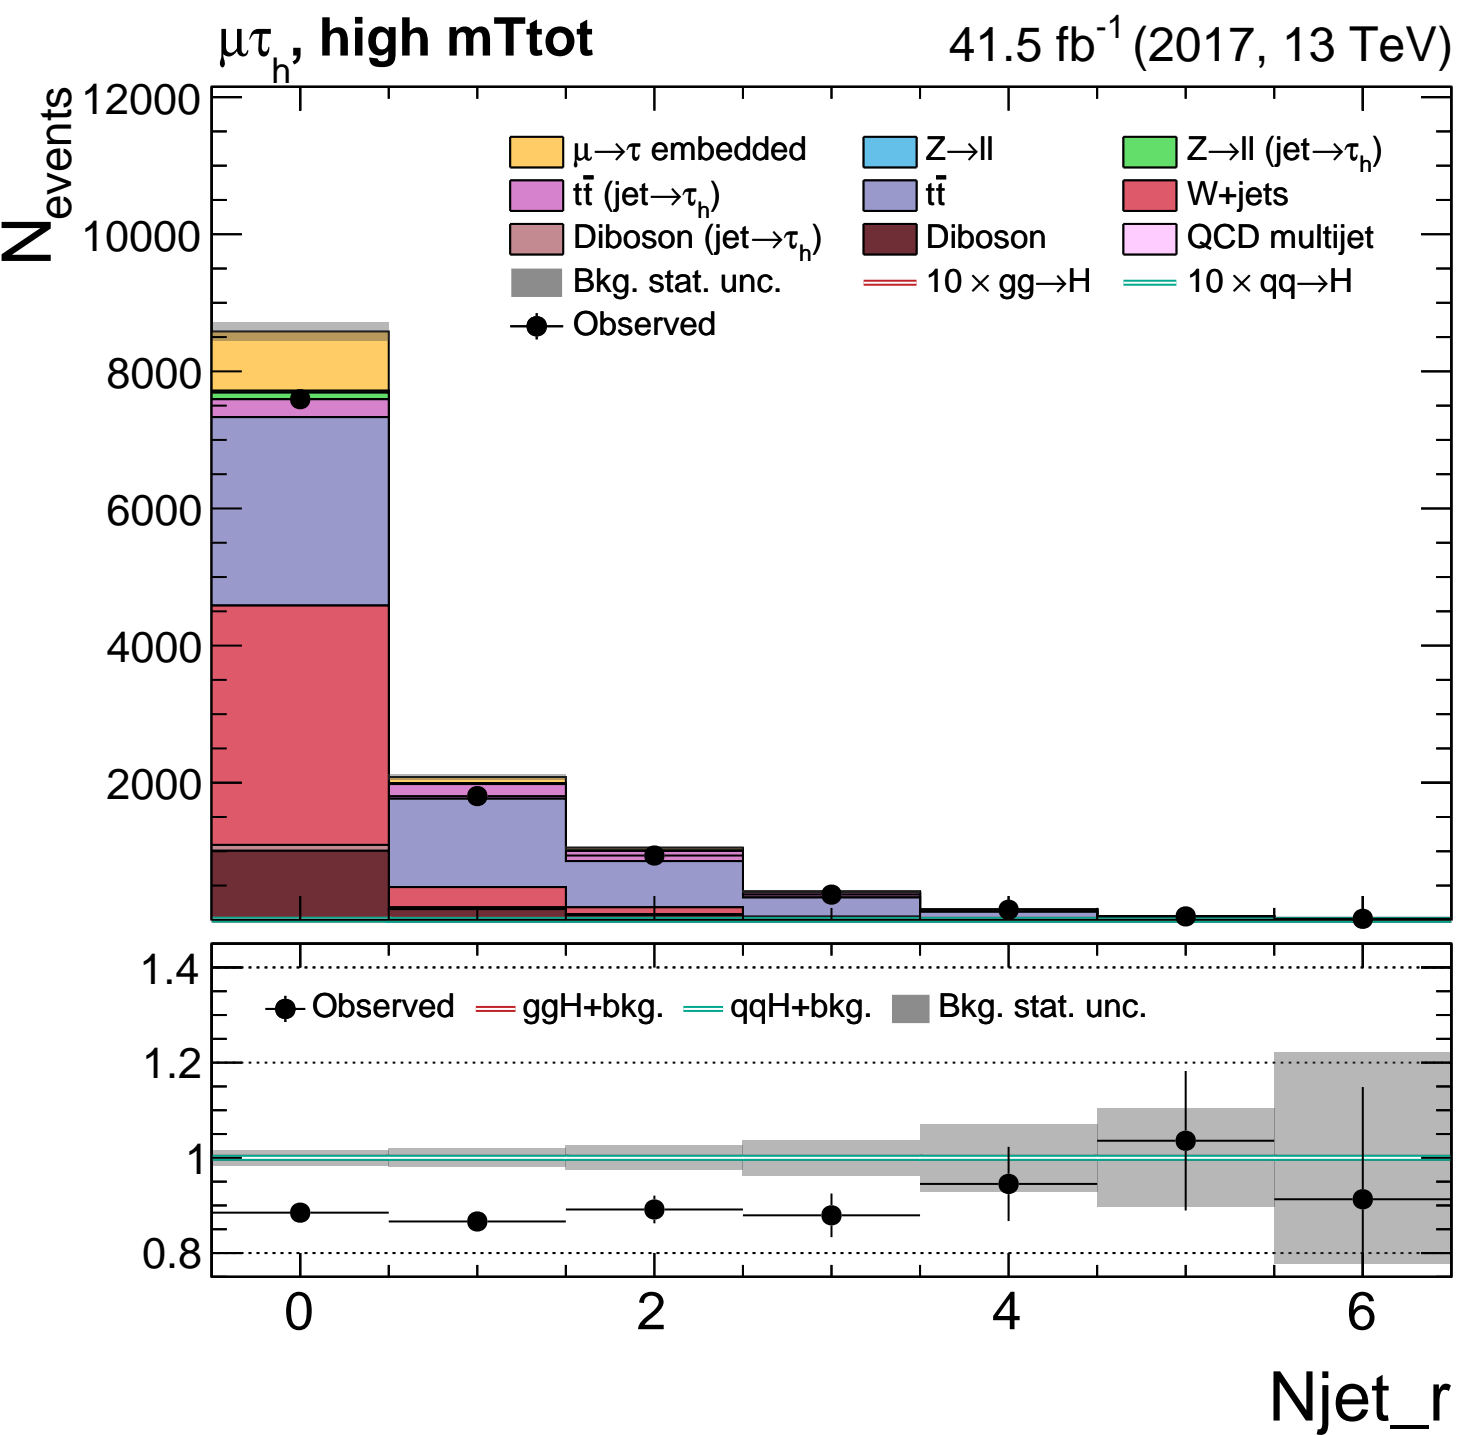 μτh, high mTtot 41.5 fb-1 (2017, 13 TeV)
Nevents
12000
10000
8000
6000
4000
2000
μ→τ embedded Z→ll Z→ll (jet→τh)
tt̄ (jet→τh) tt̄ W+jets
Diboson (jet→τh) Diboson QCD multijet
Bkg. stat. unc. 10 × gg→H 10 × qq→H
Observed
1.4
1.2
1
0.8
Observed ggH+bkg. qqH+bkg. Bkg. stat. unc.
0 2 4 6
Njet_r